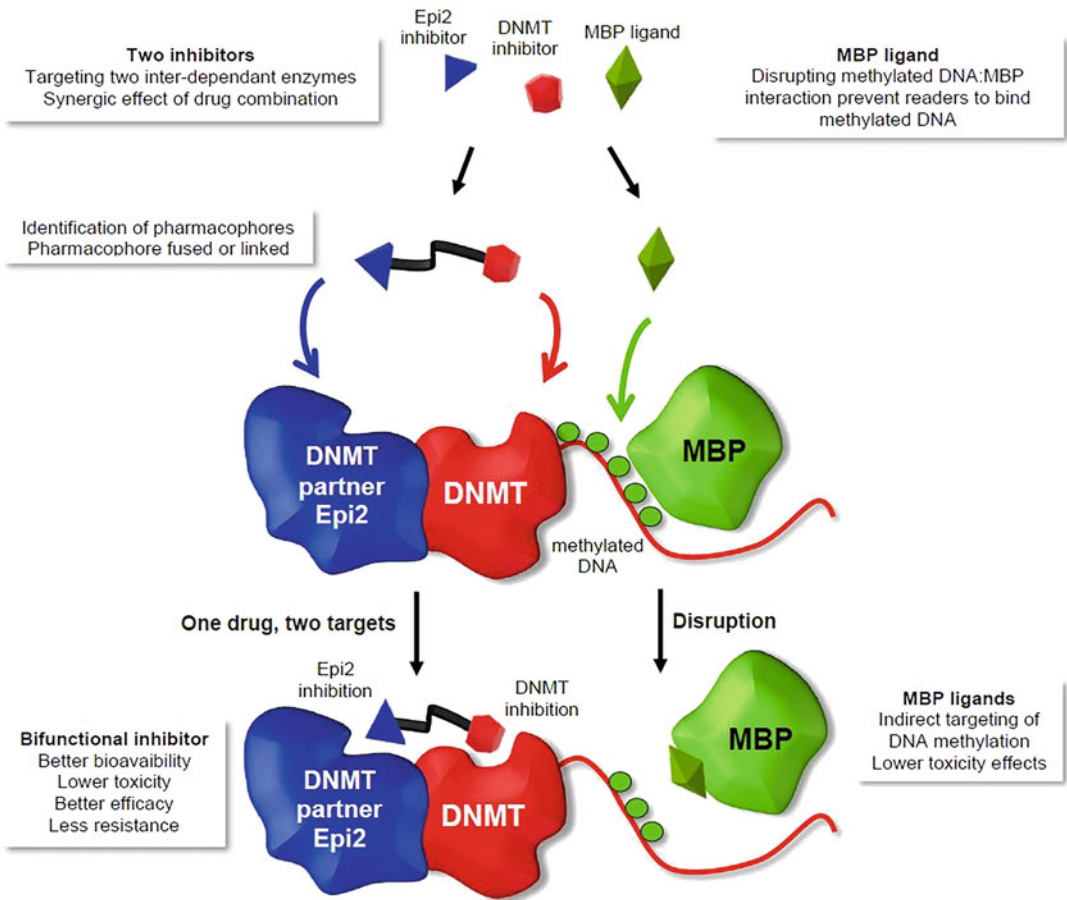 Two inhibitors
Targeting two inter-dependant enzymes
Synergic effect of drug combination
Epi2
inhibitor
DNMT
inhibitor
MBP ligand
MBP ligand
Disrupting methylated DNA:MBP
interaction prevent readers to bind
methylated DNA
Identification of pharmacophores
Pharmacophore fused or linked
DNMT
partner
Epi2
DNMT
MBP
methylated
DNA
One drug, two targets
Disruption
Epi2
inhibition
DNMT
inhibition
Bifunctional inhibitor
Better bioavaibility
Lower toxicity
Better efficacy
Less resistance
DNMT
partner
Epi2
DNMT
MBP
MBP ligands
Indirect targeting of
DNA methylation
Lower toxicity effects